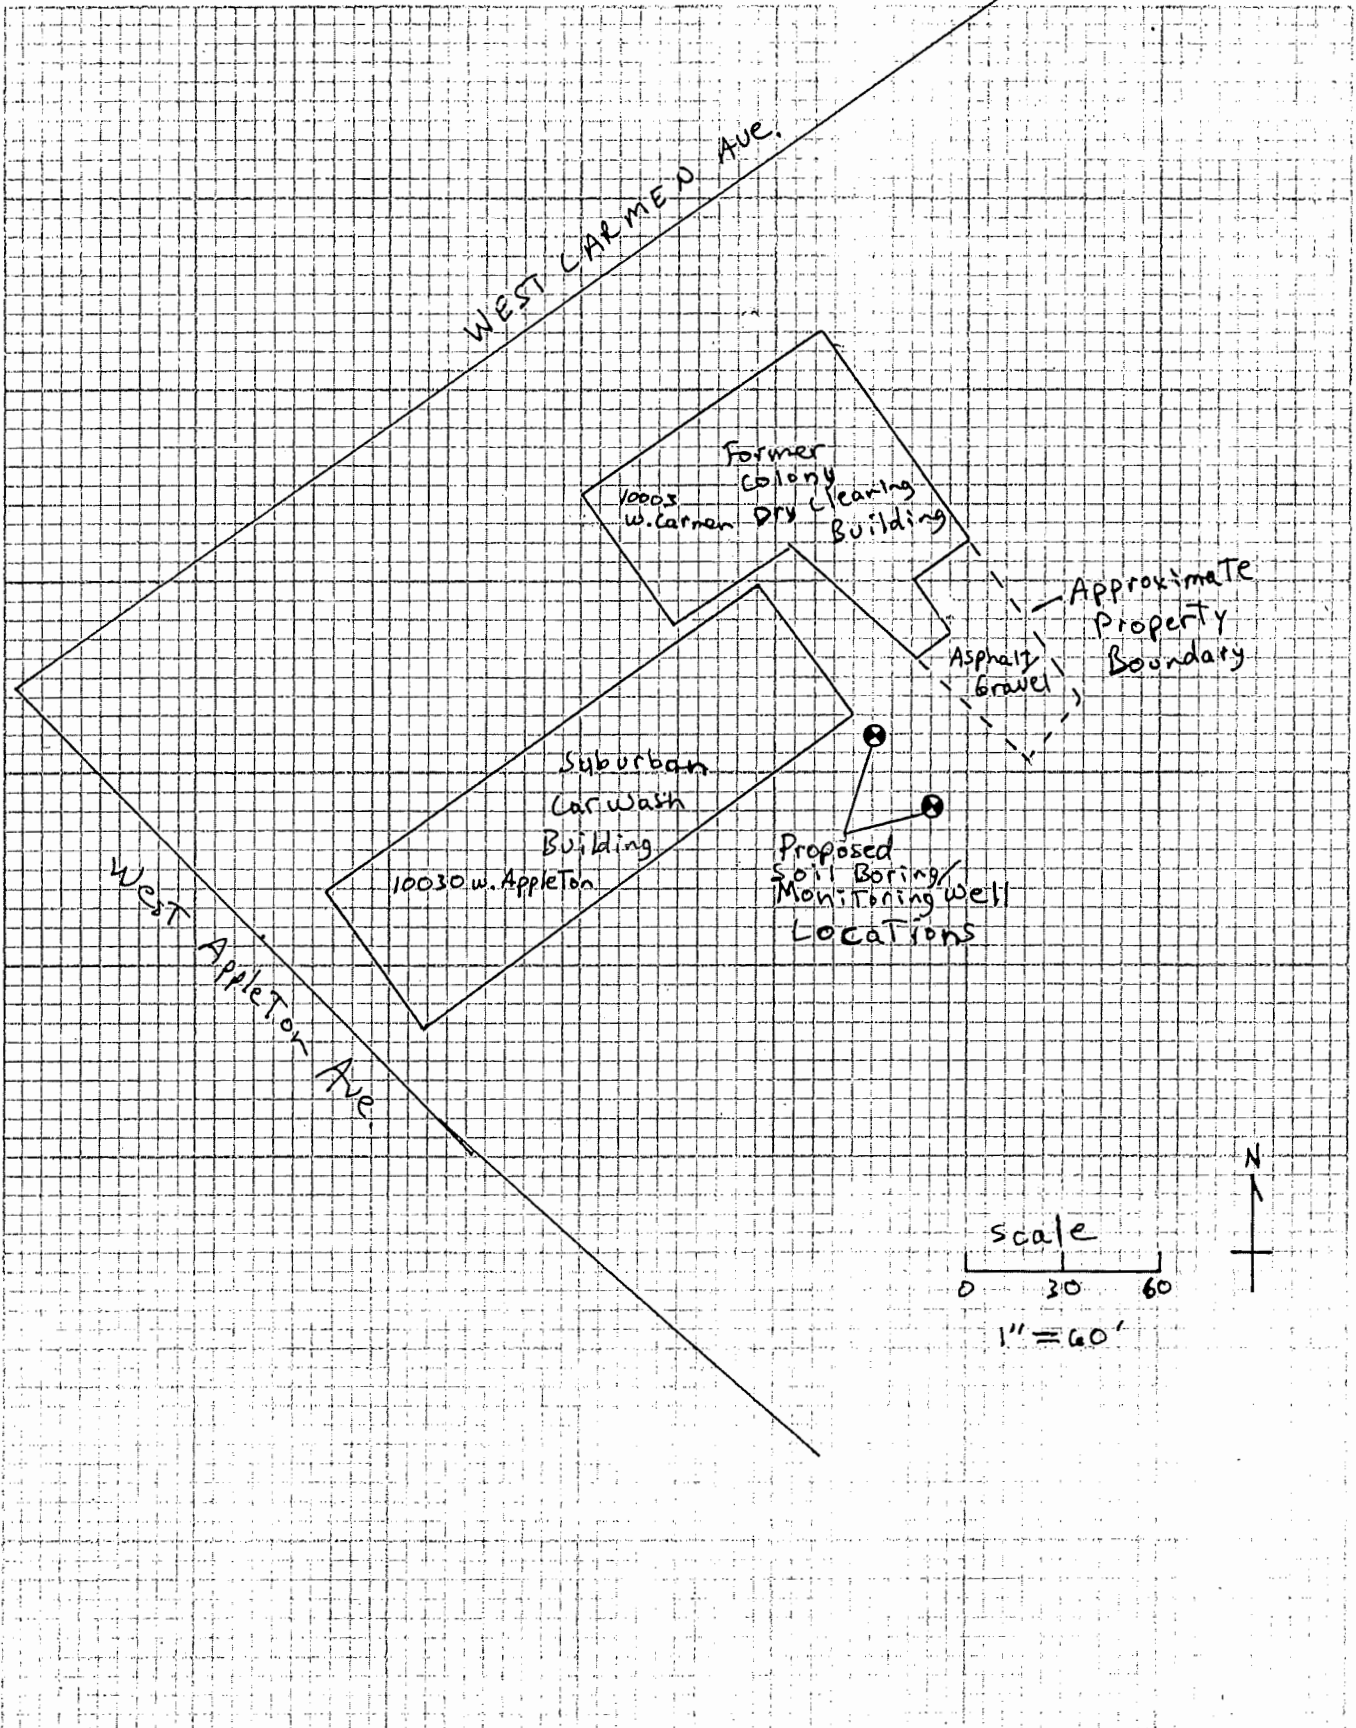 WEST CARMEN Ave.
Former
Colony
Dry Cleaning
Building
10003
W. Carmen
Approximate
Property
Boundary
Asphalt/
Gravel
Suburban
Car Wash
Building
10030 W. Appleton
Proposed
Soil Boring/
Monitoring Well
Locations
West Appleton Ave.
N
Scale
0 30 60
1" = 60'